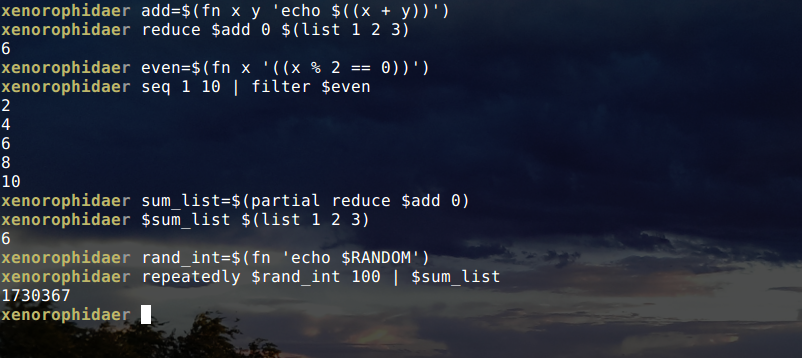 xenorophidaer add=$(fn x y 'echo $((x + y))')
xenorophidaer reduce $add 0 $(list 1 2 3)
6
xenorophidaer even=$(fn x '((x % 2 == 0))')
xenorophidaer seq 1 10 | filter $even
2
4
6
8
10
xenorophidaer sum_list=$(partial reduce $add 0)
xenorophidaer $sum_list $(list 1 2 3)
6
xenorophidaer rand_int=$(fn 'echo $RANDOM')
xenorophidaer repeatedly $rand_int 100 | $sum_list
1730367
xenorophidaer